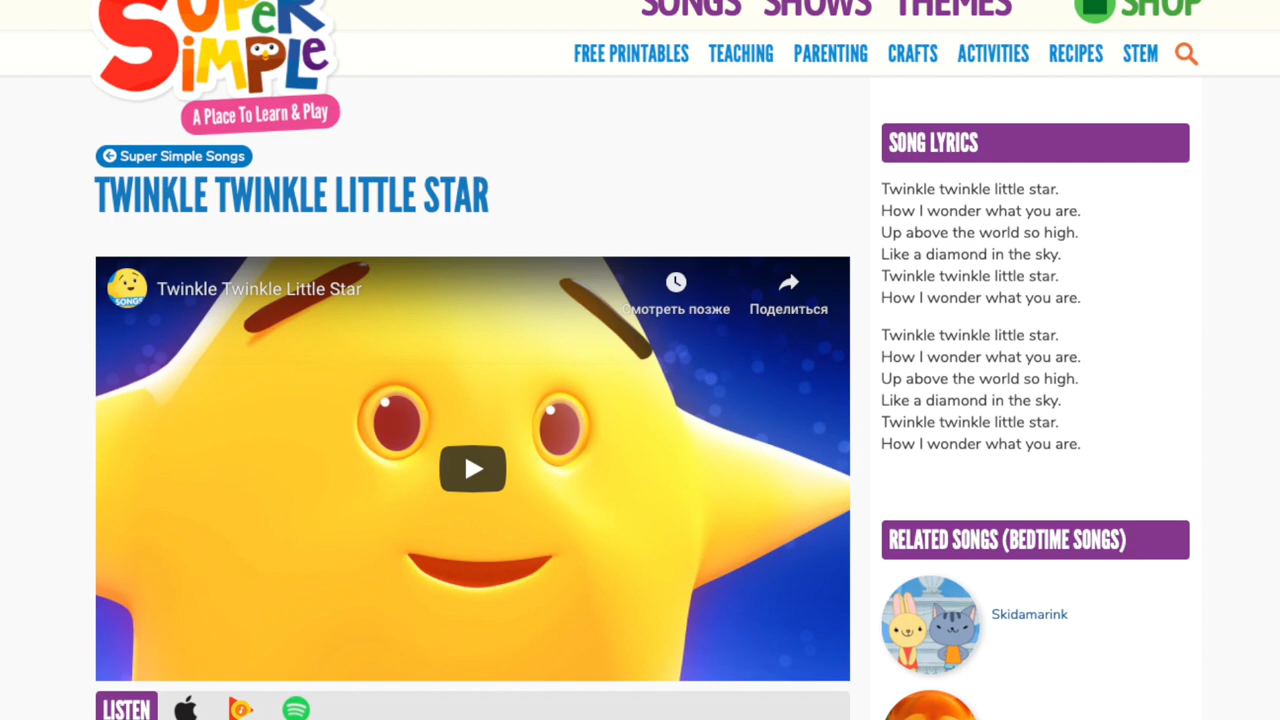 SUPER
SiMPLE
A Place To Learn & Play
SONGS SHOWS THEMES SHOP
FREE PRINTABLES TEACHING PARENTING CRAFTS ACTIVITIES RECIPES STEM
Super Simple Songs
TWINKLE TWINKLE LITTLE STAR
SONGS
Twinkle Twinkle Little Star
Смотреть позже
Поделиться
LISTEN
SONG LYRICS
Twinkle twinkle little star.
How I wonder what you are.
Up above the world so high.
Like a diamond in the sky.
Twinkle twinkle little star.
How I wonder what you are.
Twinkle twinkle little star.
How I wonder what you are.
Up above the world so high.
Like a diamond in the sky.
Twinkle twinkle little star.
How I wonder what you are.
RELATED SONGS (BEDTIME SONGS)
Skidamarink